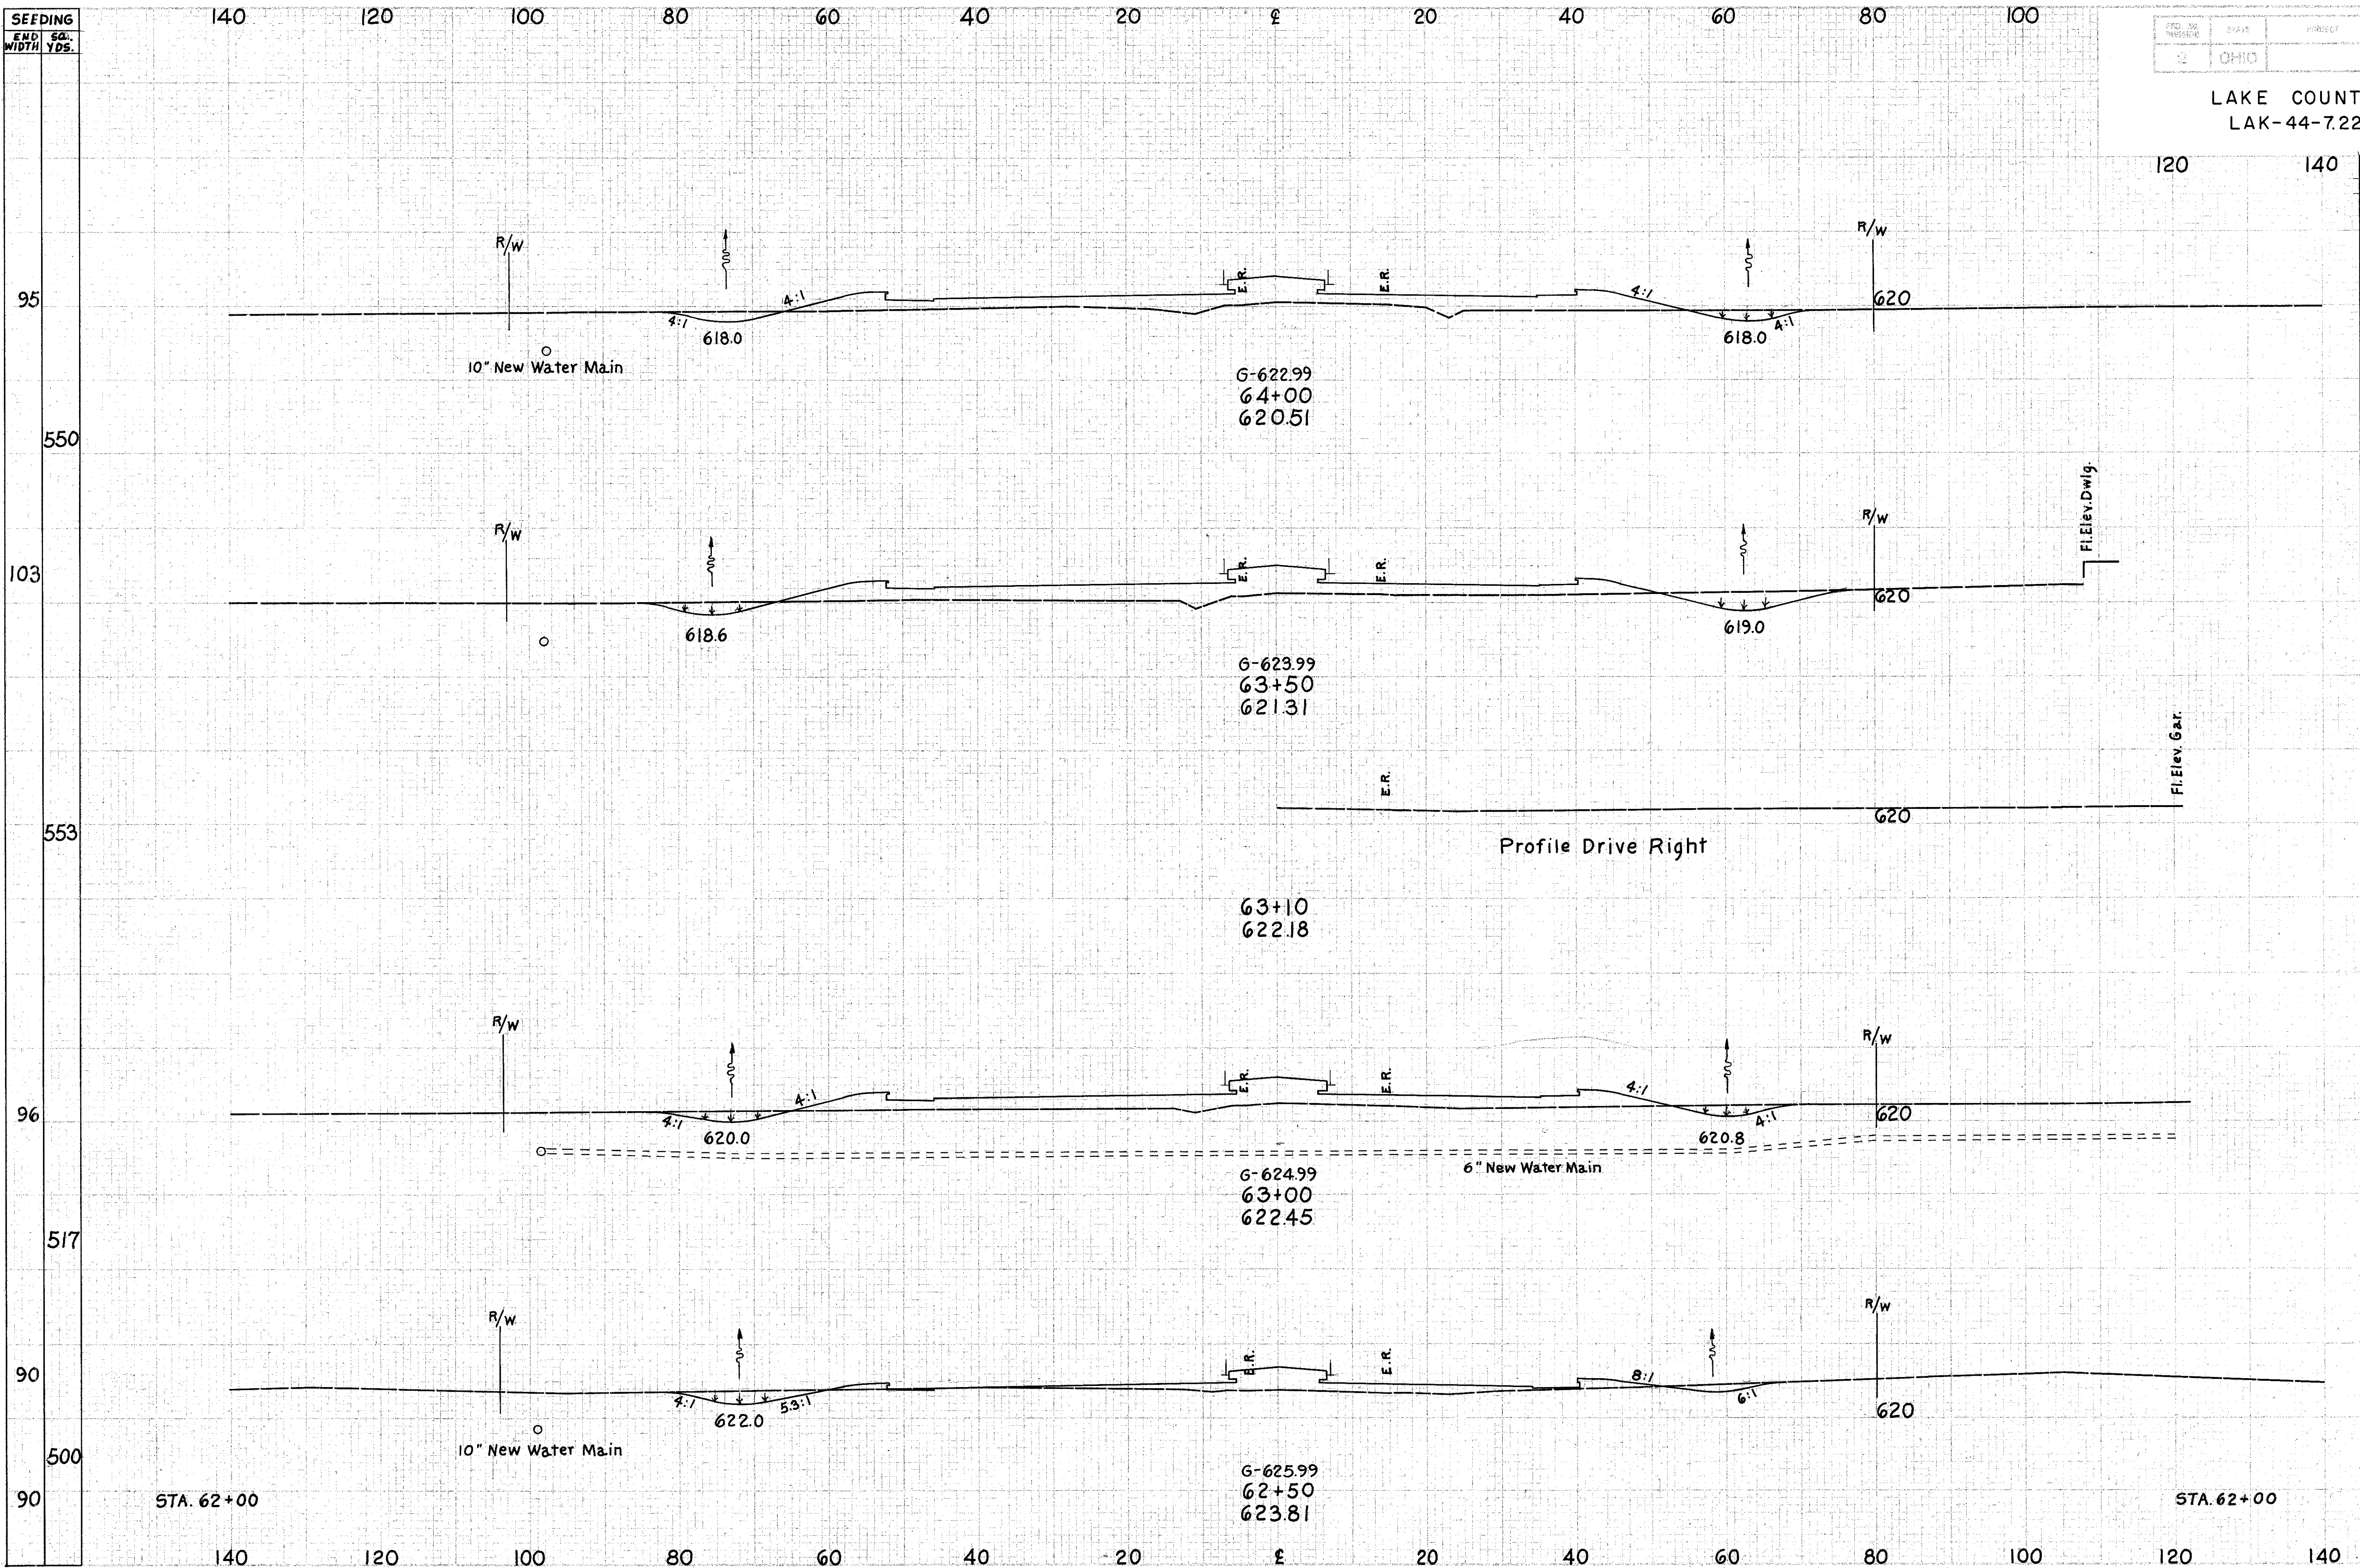 SEEDING
END WIDTH SQ. YDS.
140 120 100 80 60 40 20 ℄ 20 40 60 80 100
OHIO
LAKE COUNT
LAK-44-7.22
120 140
R/W
R/W
E.R. E.R.
95
4:1
4:1
4:1
4:1
620
618.0
618.0
10" New Water Main
G-622.99
64+00
620.51
550
Fl.Elev.Dwlg.
R/W
R/W
E.R. E.R.
103
620
618.6
619.0
G-623.99
63+50
621.31
Fl.Elev. Gar.
E.R.
620
553
Profile Drive Right
63+10
622.18
R/W
R/W
E.R. E.R.
96
4:1
4:1
4:1
4:1
620
620.0
620.8
6" New Water Main
G-624.99
63+00
622.45
517
R/W
R/W
E.R. E.R.
90
4:1
5.3:1
8:1
6:1
622.0
620
10" New Water Main
500
G-625.99
62+50
623.81
90
STA. 62+00
STA. 62+00
140 120 100 80 60 40 20 ℄ 20 40 60 80 100 120 140